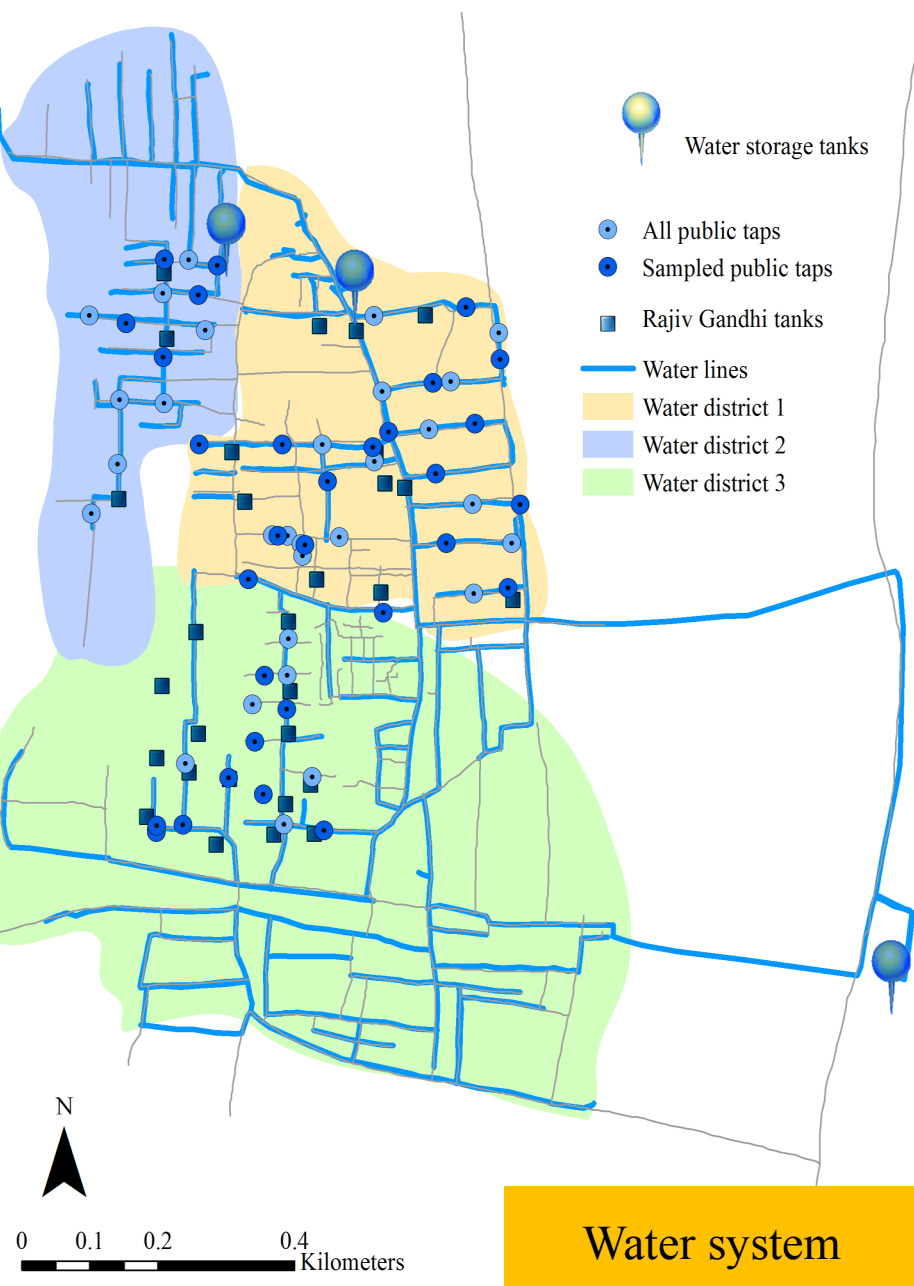 Water storage tanks
All public taps
Sampled public taps
Rajiv Gandhi tanks
Water lines
Water district 1
Water district 2
Water district 3
N
0 0.1 0.2 0.4
Kilometers
Water system